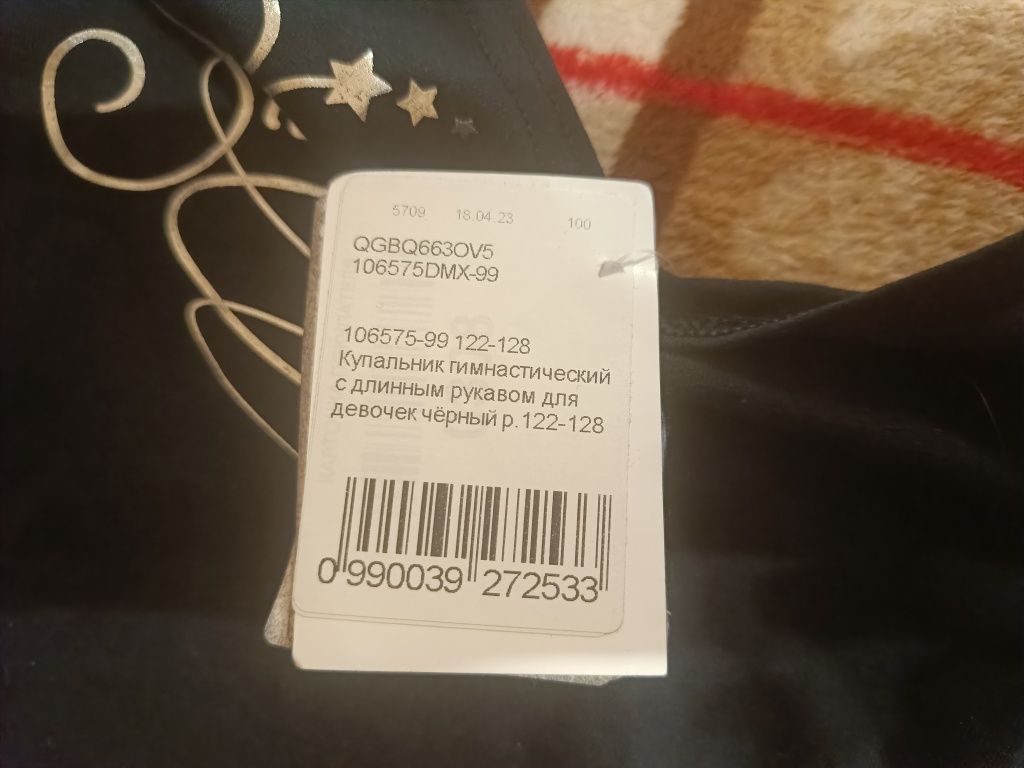 5709 18.04.23 100
QGBQ663OV5
106575DMX-99
106575-99 122-128
Купальник гимнастический
с длинным рукавом для
девочек чёрный р.122-128
0 990039 272533